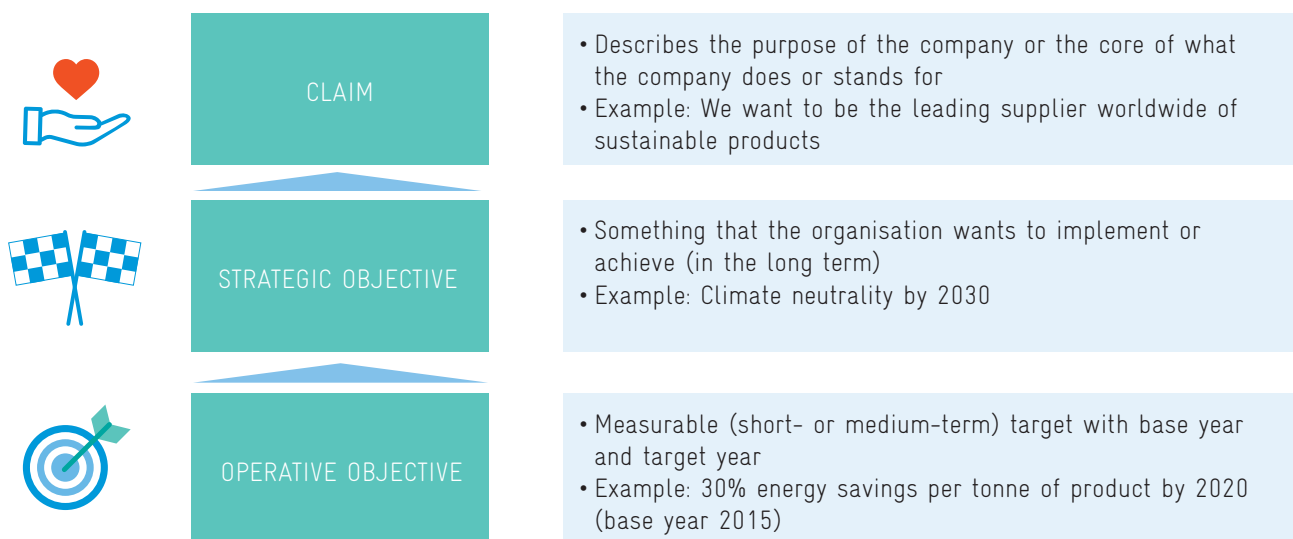 CLAIM
• Describes the purpose of the company or the core of what
the company does or stands for
• Example: We want to be the leading supplier worldwide of
sustainable products
STRATEGIC OBJECTIVE
• Something that the organisation wants to implement or
achieve (in the long term)
• Example: Climate neutrality by 2030
OPERATIVE OBJECTIVE
• Measurable (short- or medium-term) target with base year
and target year
• Example: 30% energy savings per tonne of product by 2020
(base year 2015)